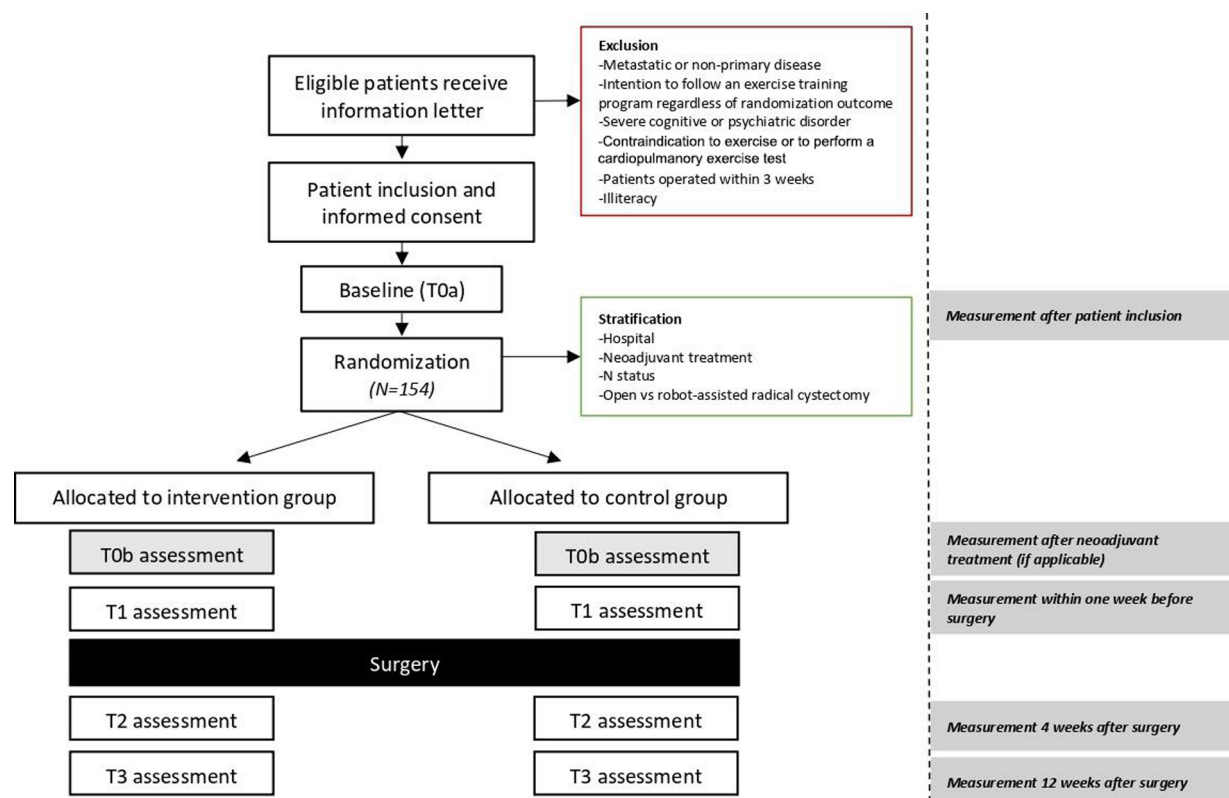 Eligible patients receive
information letter
Exclusion
-Metastatic or non-primary disease
-Intention to follow an exercise training
program regardless of randomization outcome
-Severe cognitive or psychiatric disorder
-Contraindication to exercise or to perform a
cardiopulmanory exercise test
-Patients operated within 3 weeks
-Illiteracy
Patient inclusion and
informed consent
Baseline (T0a)
Measurement after patient inclusion
Randomization
(N=154)
Stratification
-Hospital
-Neoadjuvant treatment
-N status
-Open vs robot-assisted radical cystectomy
Allocated to intervention group
Allocated to control group
T0b assessment
T0b assessment
Measurement after neoadjuvant
treatment (if applicable)
T1 assessment
T1 assessment
Measurement within one week before
surgery
Surgery
T2 assessment
T2 assessment
Measurement 4 weeks after surgery
T3 assessment
T3 assessment
Measurement 12 weeks after surgery